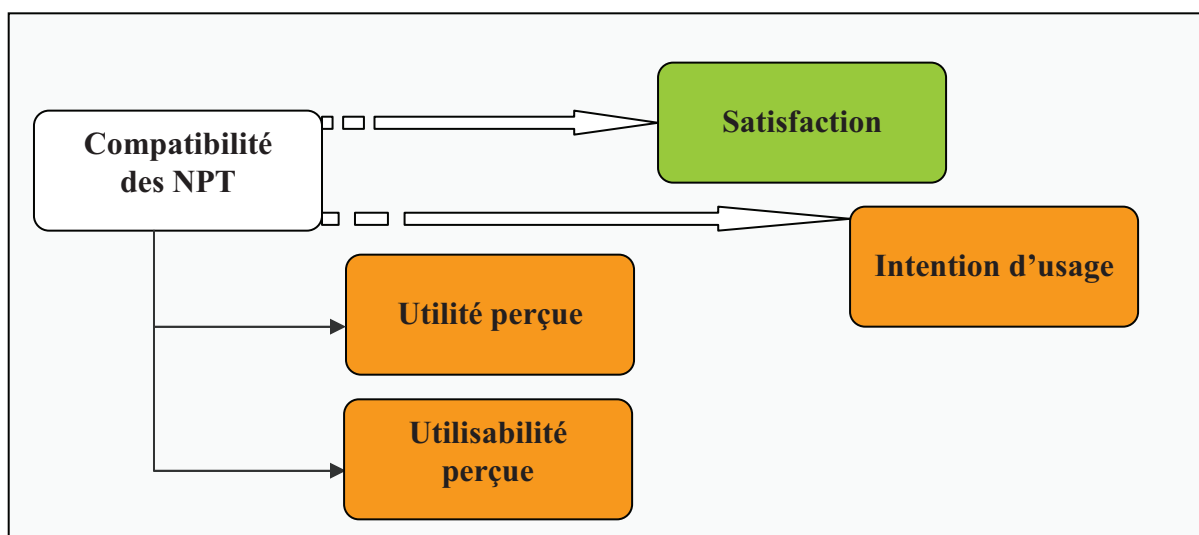 Compatibilité
des NPT
Satisfaction
Intention d’usage
Utilité perçue
Utilisabilité
perçue